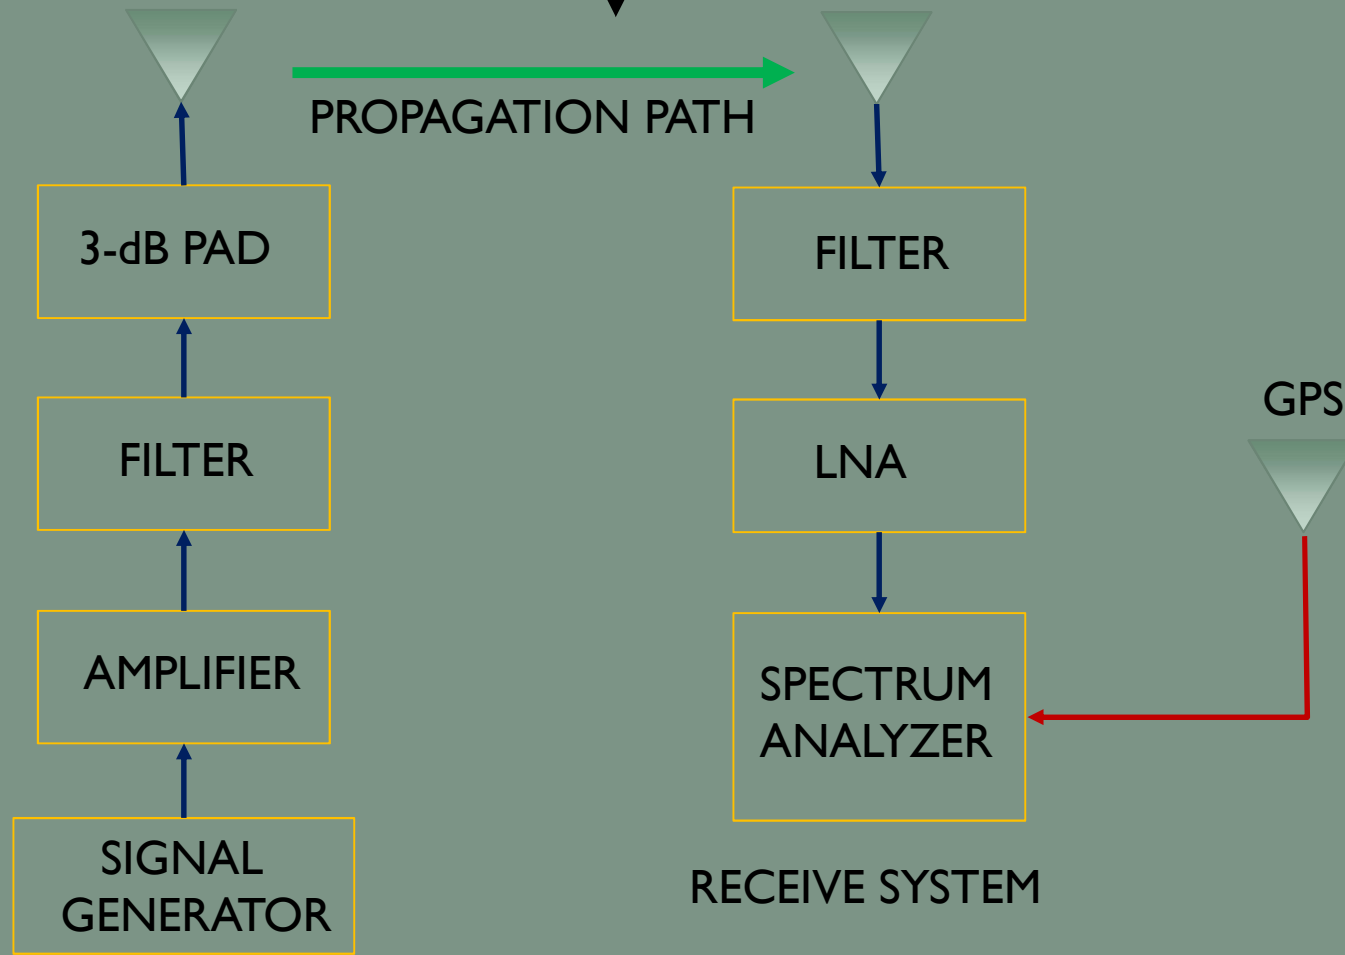 PROPAGATION PATH
3-dB PAD
FILTER
AMPLIFIER
SIGNAL
GENERATOR
FILTER
LNA
SPECTRUM
ANALYZER
RECEIVE SYSTEM
GPS